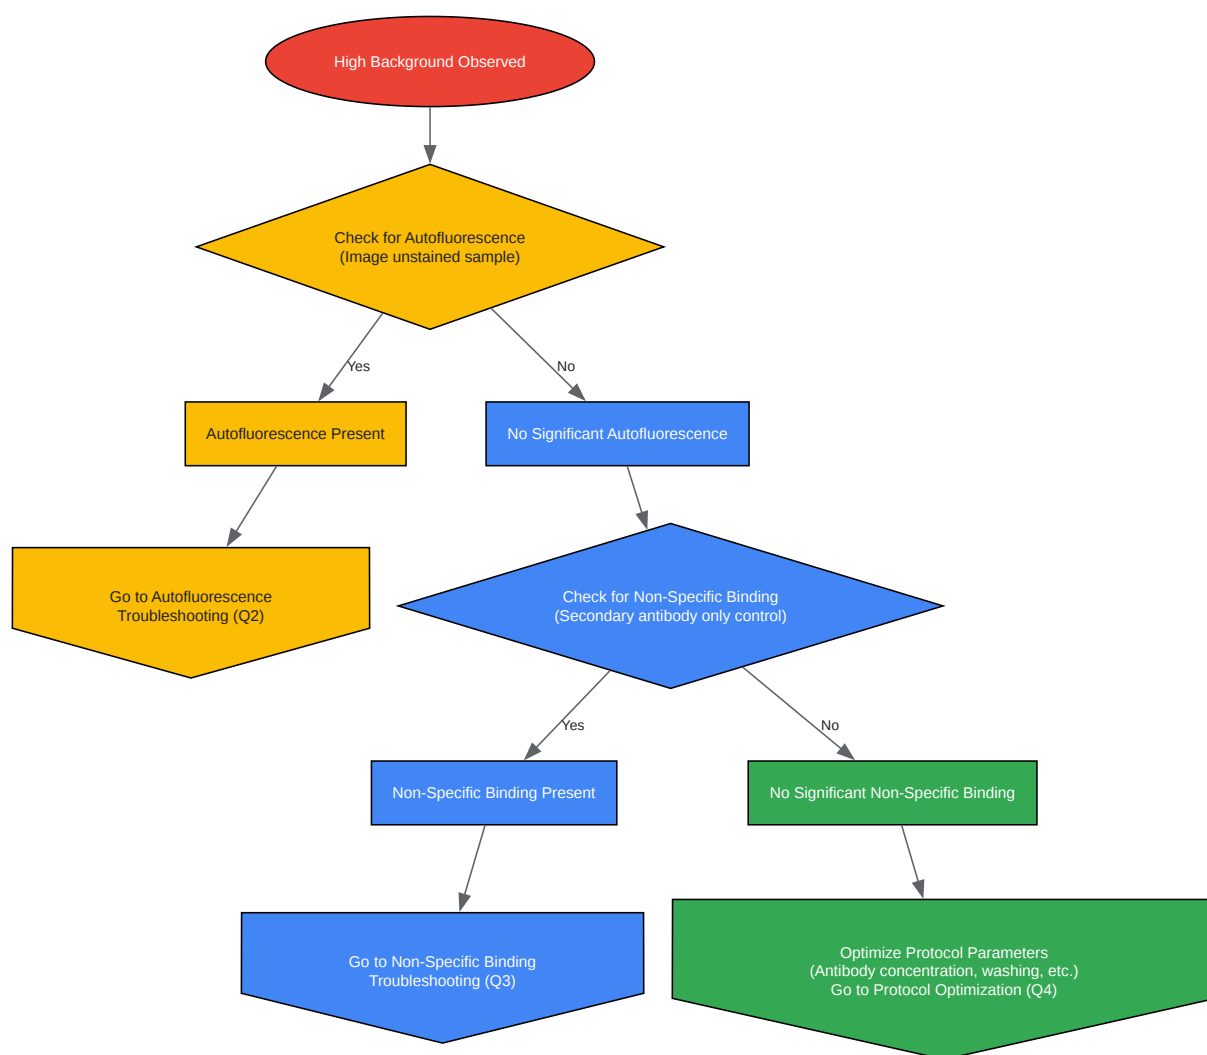 High Background Observed
Check for Autofluorescence
(Image unstained sample)
Yes
No
Autofluorescence Present
No Significant Autofluorescence
Go to Autofluorescence
Troubleshooting (Q2)
Check for Non-Specific Binding
(Secondary antibody only control)
Yes
No
Non-Specific Binding Present
No Significant Non-Specific Binding
Go to Non-Specific Binding
Troubleshooting (Q3)
Optimize Protocol Parameters
(Antibody concentration, washing, etc.)
Go to Protocol Optimization (Q4)